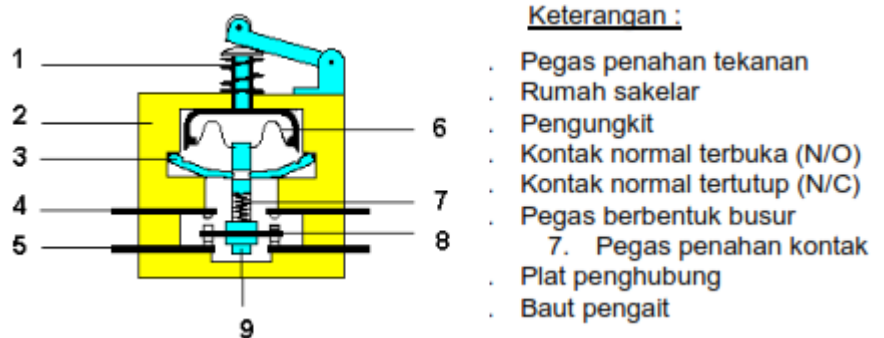 Keterangan :
1
2
3
4
5
6
7
8
9
. Pegas penahan tekanan
. Rumah sakelar
. Pengungkit
. Kontak normal terbuka (N/O)
. Kontak normal tertutup (N/C)
. Pegas berbentuk busur
7. Pegas penahan kontak
. Plat penghubung
. Baut pengait